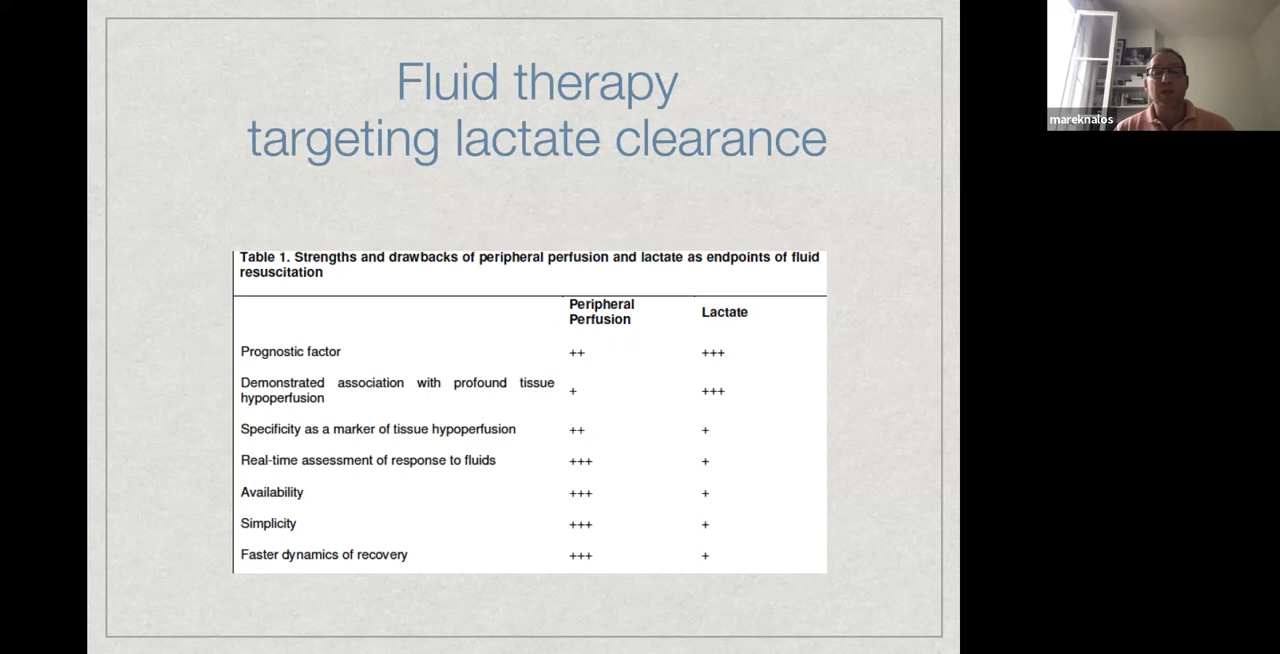 Fluid therapy
targeting lactate clearance
mareknalos
Table 1. Strengths and drawbacks of peripheral perfusion and lactate as endpoints of fluid
resuscitation
Peripheral
Perfusion
Lactate
Prognostic factor ++ +++
Demonstrated association with profound tissue
hypoperfusion + +++
Specificity as a marker of tissue hypoperfusion ++ +
Real-time assessment of response to fluids +++ +
Availability +++ +
Simplicity +++ +
Faster dynamics of recovery +++ +